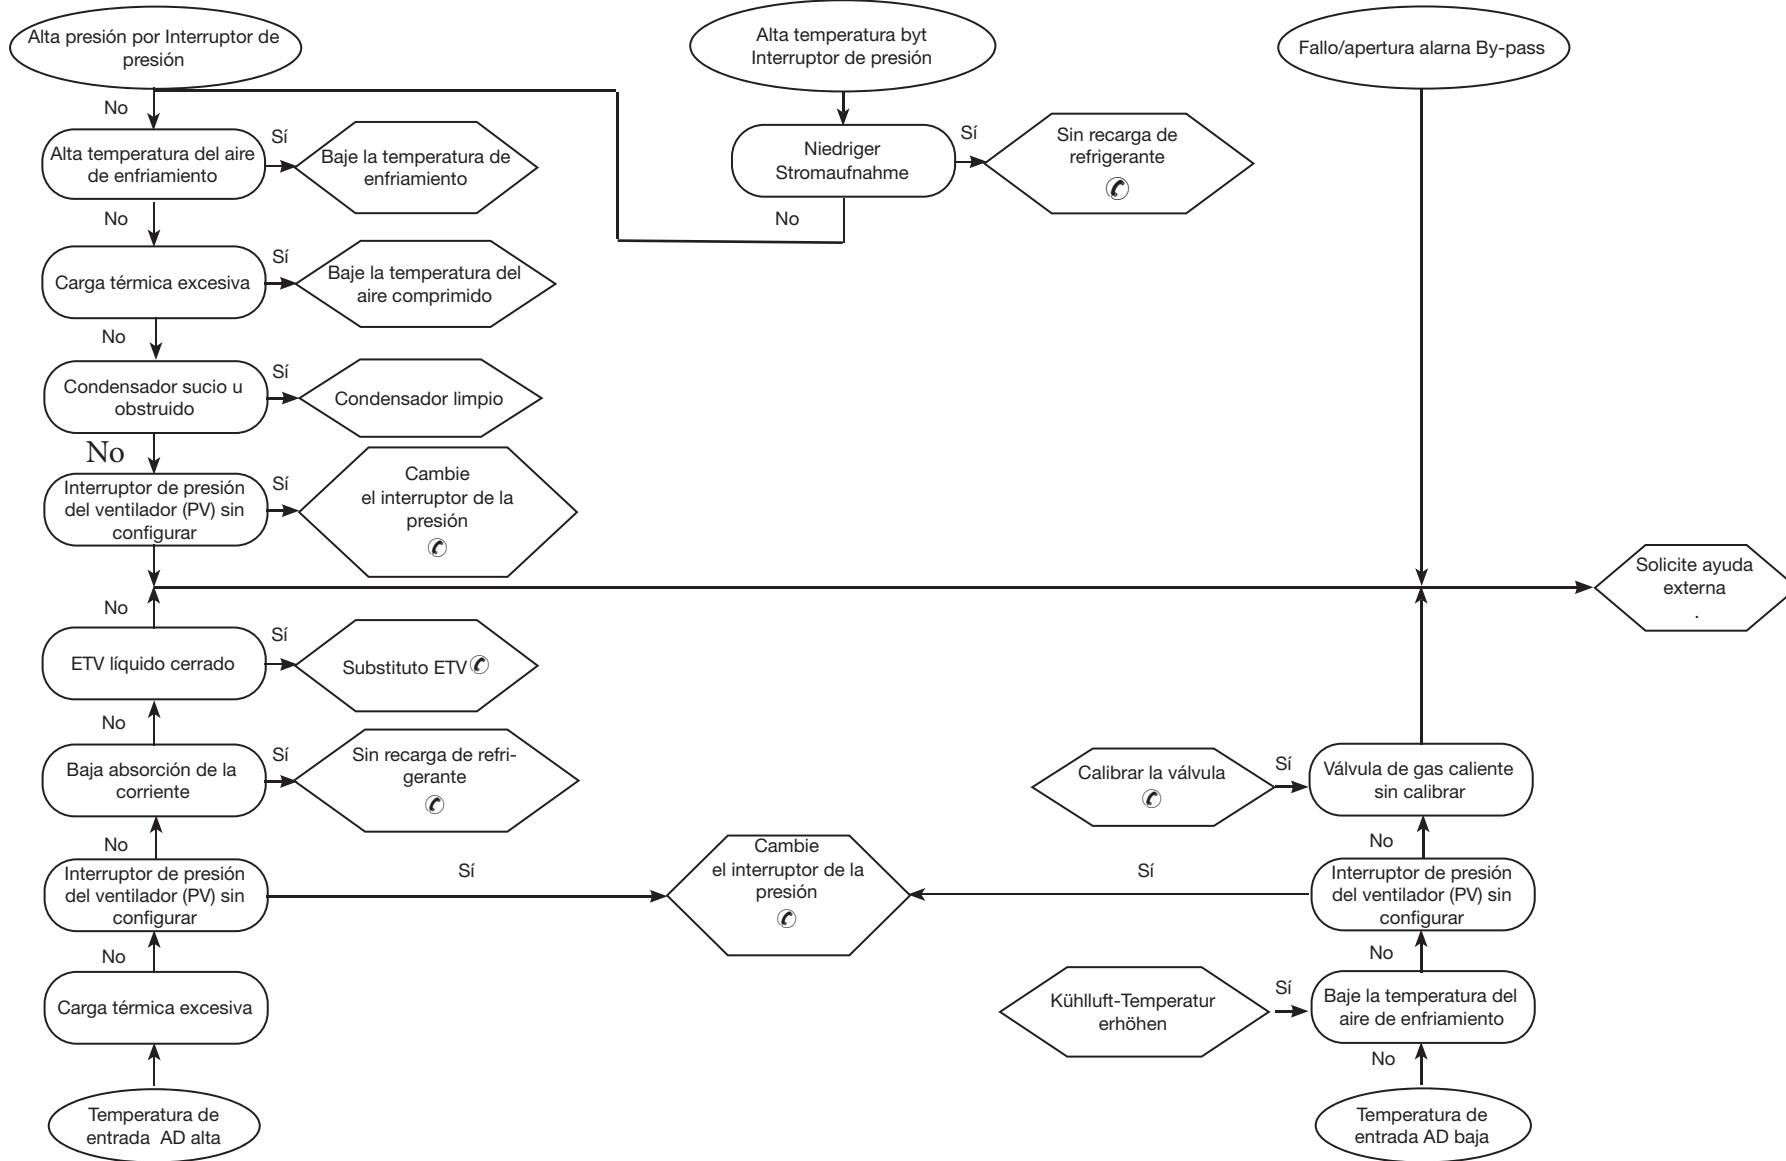 Alta presión por Interruptor de
presión
Alta temperatura byt
Interruptor de presión
Fallo/apertura alarna By-pass
No
Alta temperatura del aire
de enfriamiento
Sí
Baje la temperatura de
enfriamiento
Niedriger
Stromaufnahme
Sí
Sin recarga de
refrigerante
No
No
Carga térmica excesiva
Sí
Baje la temperatura del
aire comprimido
No
Condensador sucio u
obstruido
Sí
Condensador limpio
No
Interruptor de presión
del ventilador (PV) sin
configurar
Sí
Cambie
el interruptor de la
presión
Solicite ayuda
externa
.
No
ETV líquido cerrado
Sí
Substituto ETV
No
Baja absorción de la
corriente
Sí
Sin recarga de refri-
gerante
Calibrar la válvula
Sí
Válvula de gas caliente
sin calibrar
No
Interruptor de presión
del ventilador (PV) sin
configurar
Sí
Cambie
el interruptor de la
presión
Sí
No
Interruptor de presión
del ventilador (PV) sin
configurar
No
Carga térmica excesiva
No
Kühlluft-Temperatur
erhöhen
Sí
Baje la temperatura del
aire de enfriamiento
No
Temperatura de
entrada AD alta
Temperatura de
entrada AD baja